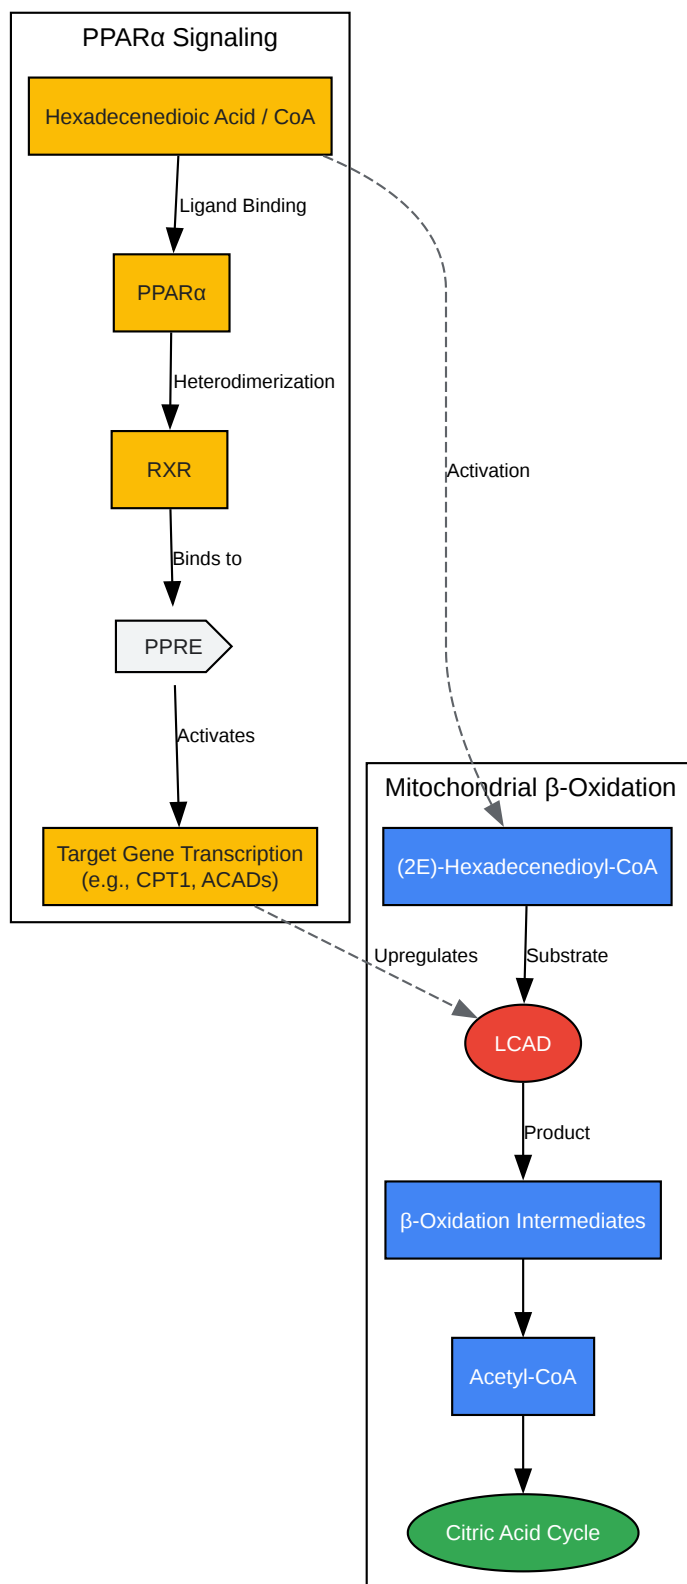 PPARα Signaling
Hexadecenedioic Acid / CoA
Ligand Binding
PPARα
Heterodimerization
RXR
Binds to
PPRE
Activates
Target Gene Transcription
(e.g., CPT1, ACADs)
Activation
Upregulates
Mitochondrial β-Oxidation
(2E)-Hexadecenedioyl-CoA
Substrate
LCAD
Product
β-Oxidation Intermediates
Acetyl-CoA
Citric Acid Cycle